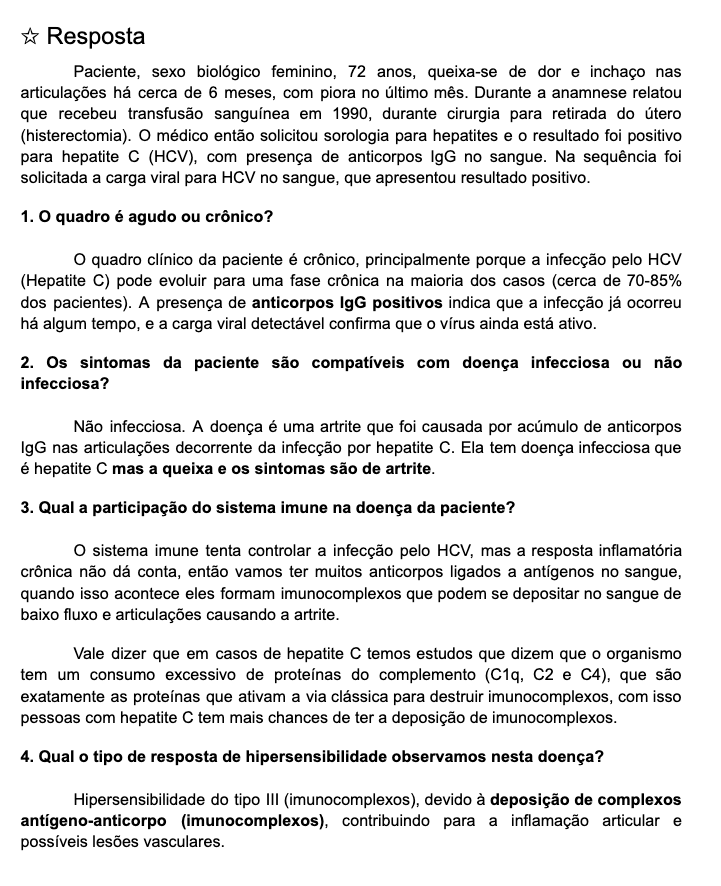 ☆ Resposta
Paciente, sexo biológico feminino, 72 anos, queixa-se de dor e inchaço nas
articulações há cerca de 6 meses, com piora no último mês. Durante a anamnese relatou
que recebeu transfusão sanguínea em 1990, durante cirurgia para retirada do útero
(histerectomia). O médico então solicitou sorologia para hepatites e o resultado foi positivo
para hepatite C (HCV), com presença de anticorpos IgG no sangue. Na sequência foi
solicitada a carga viral para HCV no sangue, que apresentou resultado positivo.
1. O quadro é agudo ou crônico?
O quadro clínico da paciente é crônico, principalmente porque a infecção pelo HCV
(Hepatite C) pode evoluir para uma fase crônica na maioria dos casos (cerca de 70-85%
dos pacientes). A presença de anticorpos IgG positivos indica que a infecção já ocorreu
há algum tempo, e a carga viral detectável confirma que o vírus ainda está ativo.
2. Os sintomas da paciente são compatíveis com doença infecciosa ou não
infecciosa?
Não infecciosa. A doença é uma artrite que foi causada por acúmulo de anticorpos
IgG nas articulações decorrente da infecção por hepatite C. Ela tem doença infecciosa que
é hepatite C mas a queixa e os sintomas são de artrite.
3. Qual a participação do sistema imune na doença da paciente?
O sistema imune tenta controlar a infecção pelo HCV, mas a resposta inflamatória
crônica não dá conta, então vamos ter muitos anticorpos ligados a antígenos no sangue,
quando isso acontece eles formam imunocomplexos que podem se depositar no sangue de
baixo fluxo e articulações causando a artrite.
Vale dizer que em casos de hepatite C temos estudos que dizem que o organismo
tem um consumo excessivo de proteínas do complemento (C1q, C2 e C4), que são
exatamente as proteínas que ativam a via clássica para destruir imunocomplexos, com isso
pessoas com hepatite C tem mais chances de ter a deposição de imunocomplexos.
4. Qual o tipo de resposta de hipersensibilidade observamos nesta doença?
Hipersensibilidade do tipo III (imunocomplexos), devido à deposição de complexos
antígeno-anticorpo (imunocomplexos), contribuindo para a inflamação articular e
possíveis lesões vasculares.